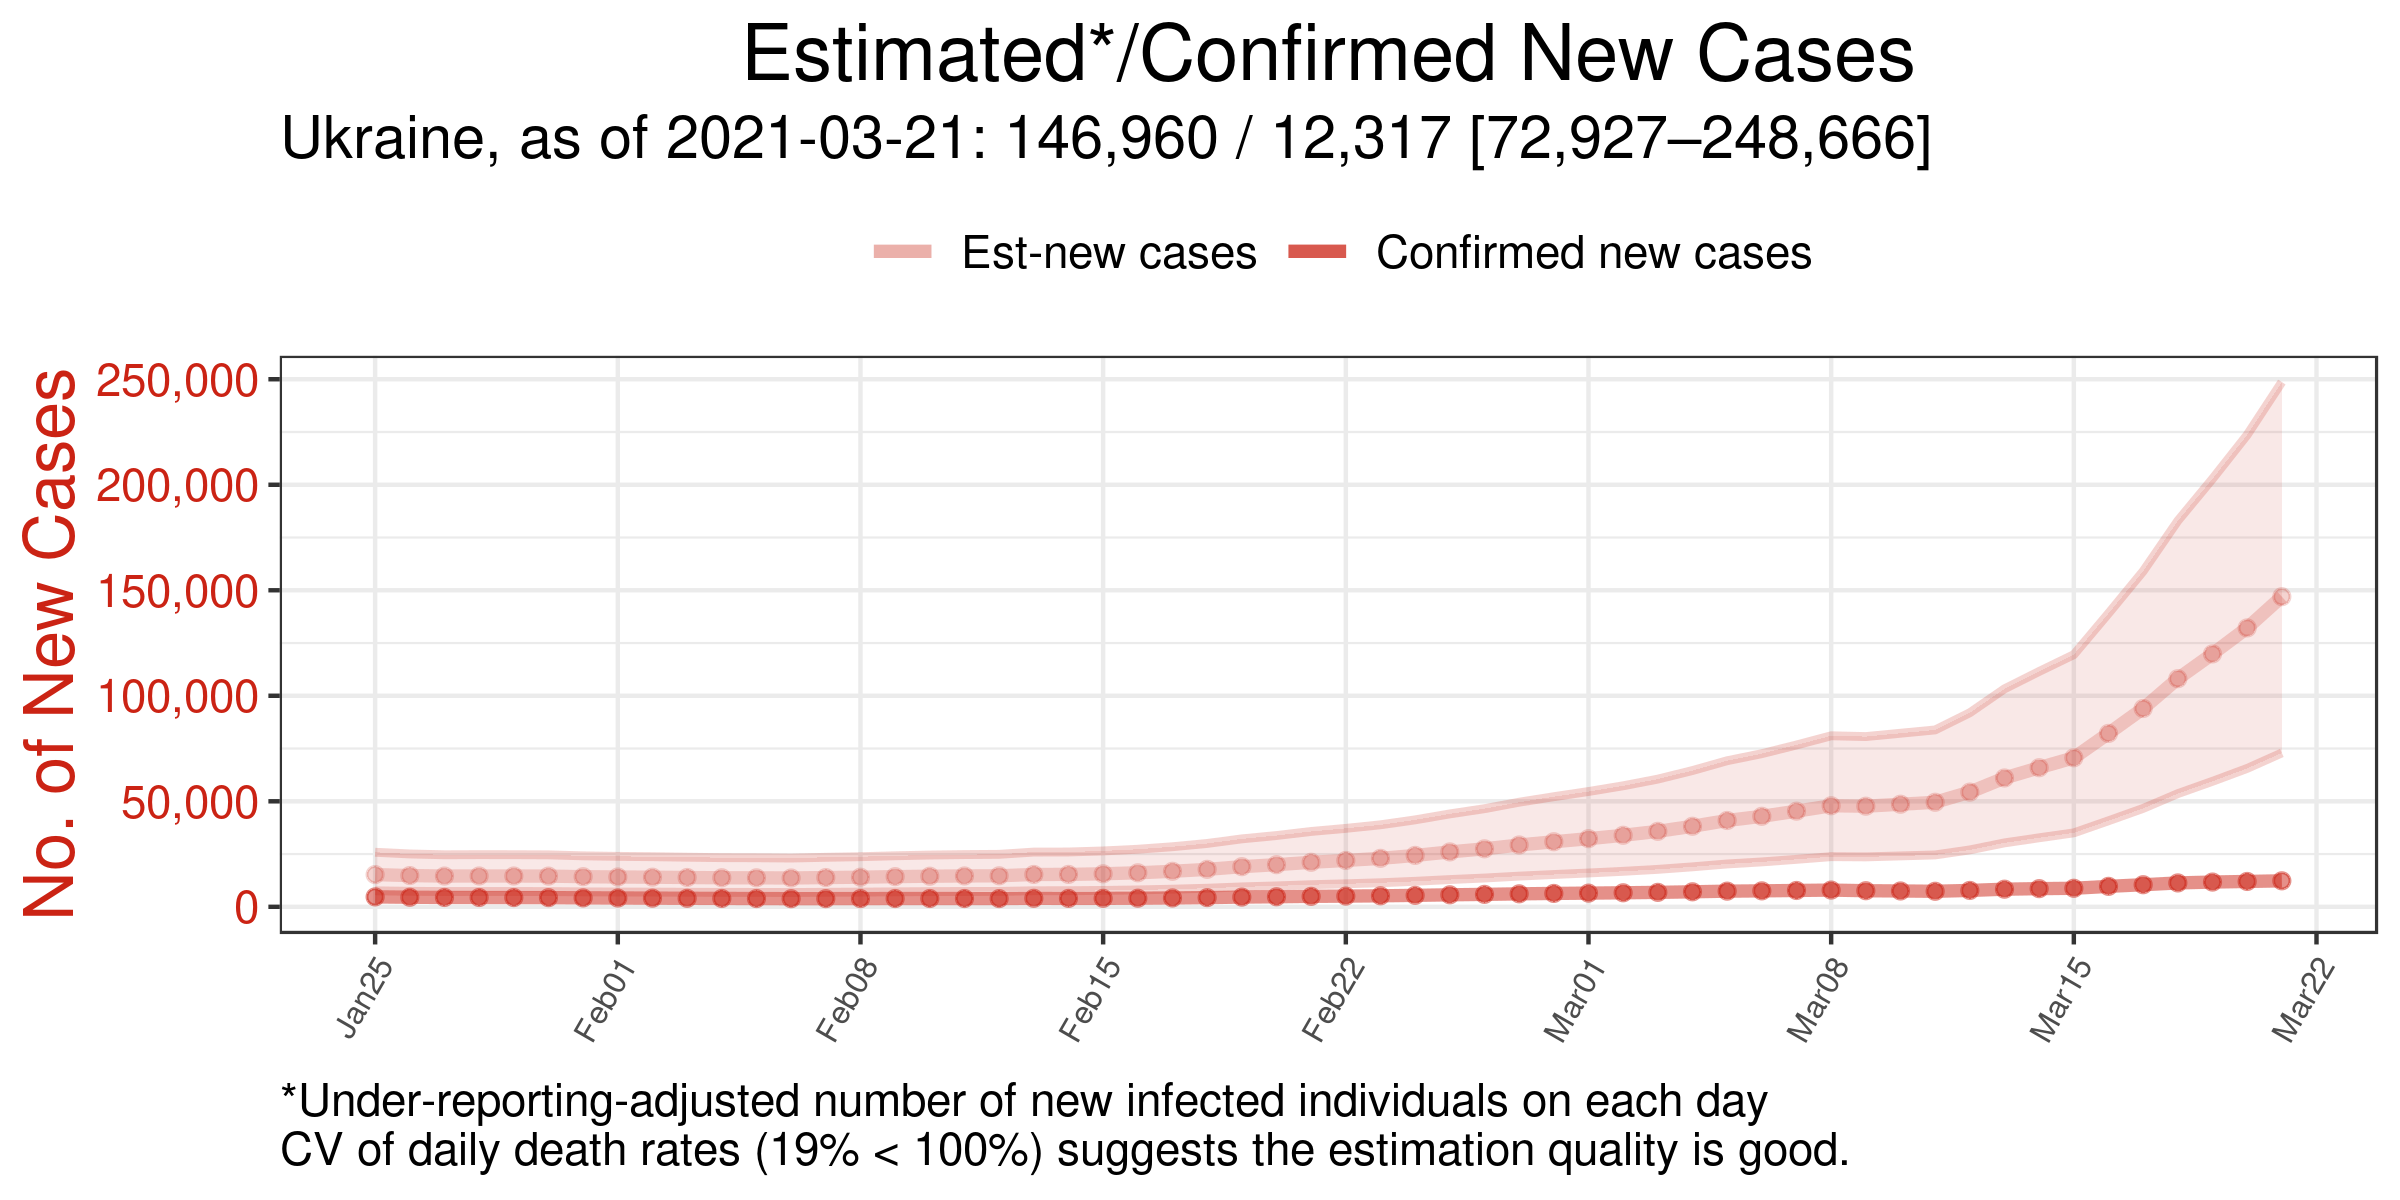 Estimated*/Confirmed New Cases
Ukraine, as of 2021-03-21: 146,960 / 12,317 [72,927–248,666]
Est-new cases
Confirmed new cases
No. of New Cases
250,000
200,000
150,000
100,000
50,000
0
Jan25
Feb01
Feb08
Feb15
Feb22
Mar01
Mar08
Mar15
Mar22
*Under-reporting-adjusted number of new infected individuals on each day
CV of daily death rates (19% < 100%) suggests the estimation quality is good.